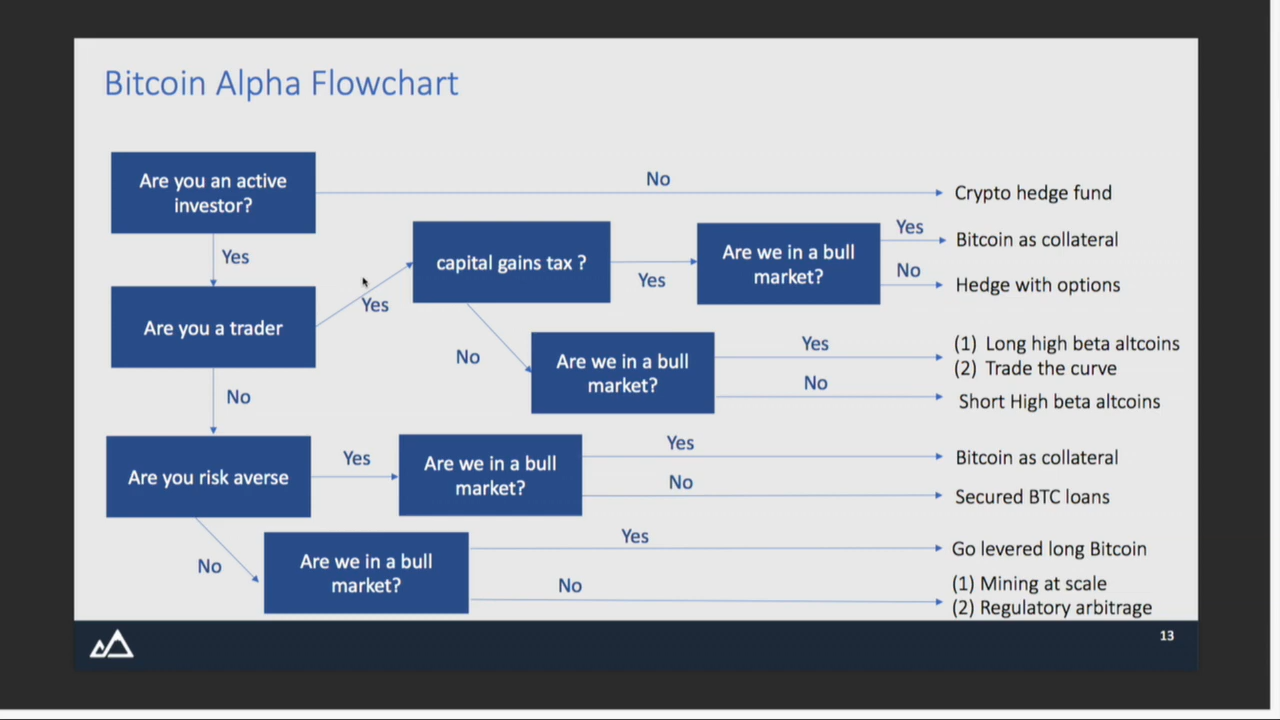 Bitcoin Alpha Flowchart
Are you an active
investor?
No
Crypto hedge fund
Yes
capital gains tax ?
Yes
Are we in a bull
market?
Yes
Bitcoin as collateral
No
Hedge with options
Are you a trader
Yes
No
Are we in a bull
market?
Yes
(1) Long high beta altcoins
(2) Trade the curve
No
Short High beta altcoins
No
Are you risk averse
Yes
Are we in a bull
market?
Yes
Bitcoin as collateral
No
Secured BTC loans
No
Are we in a bull
market?
Yes
Go levered long Bitcoin
No
(1) Mining at scale
(2) Regulatory arbitrage
13